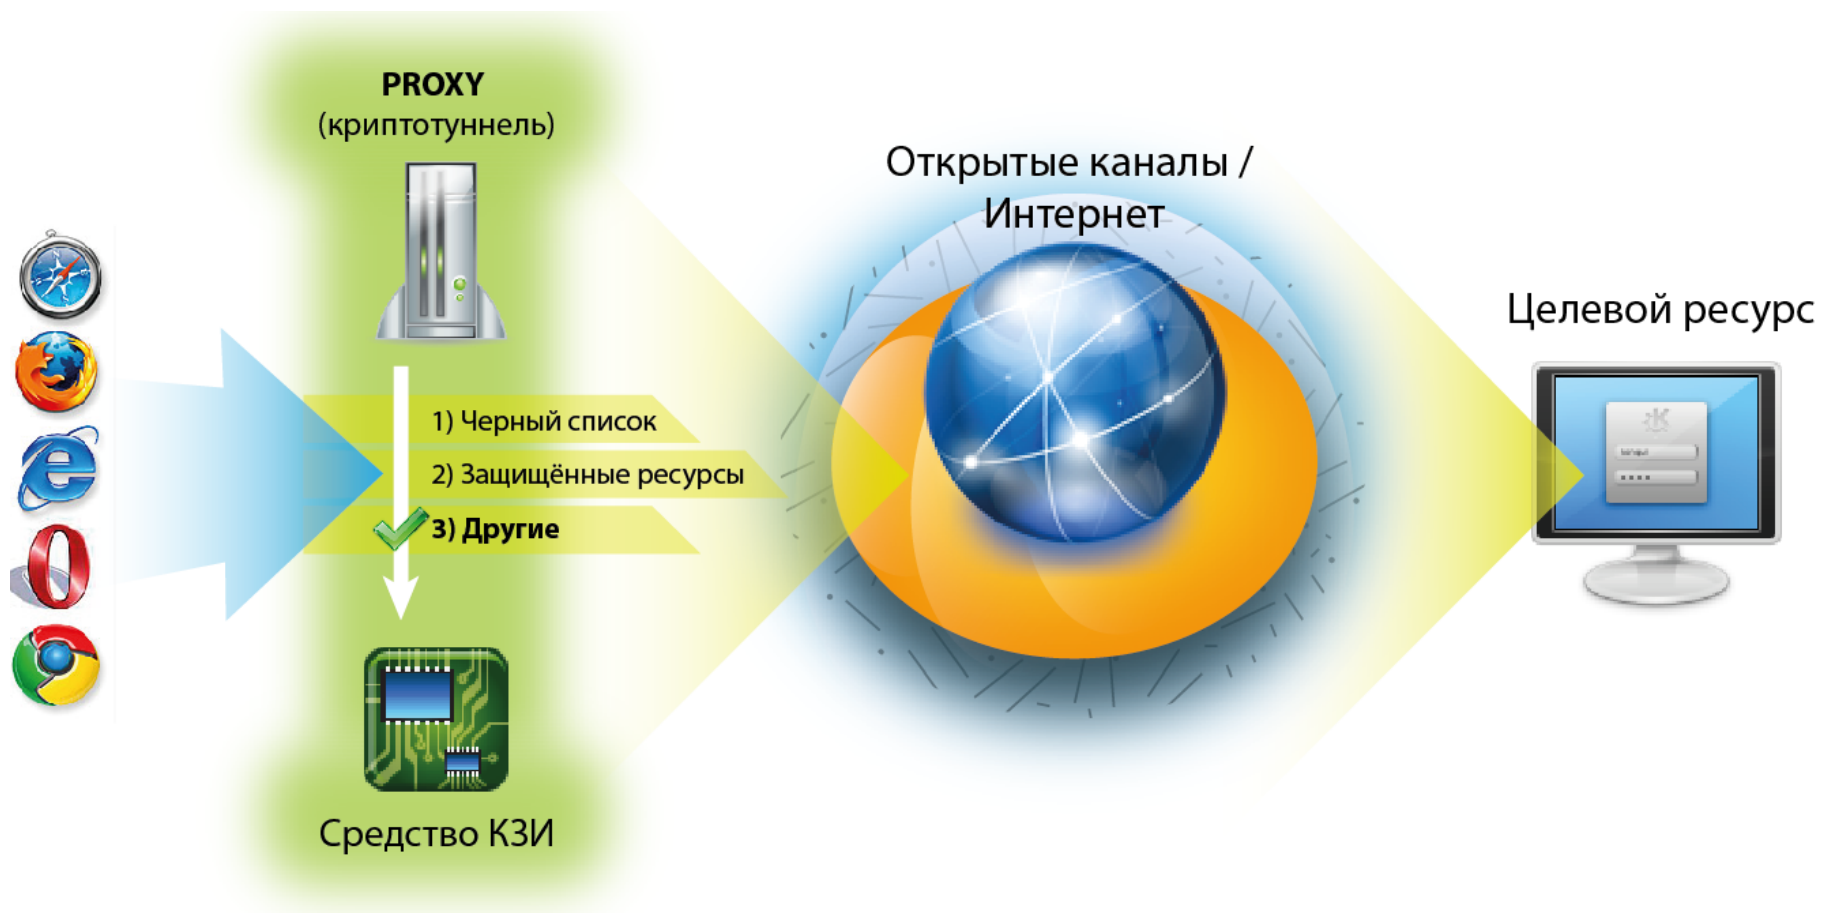 PROXY
(криптотуннель)
Открытые каналы /
Интернет
Целевой ресурс
1) Черный список
2) Защищённые ресурсы
3) Другие
Средство КЗИ